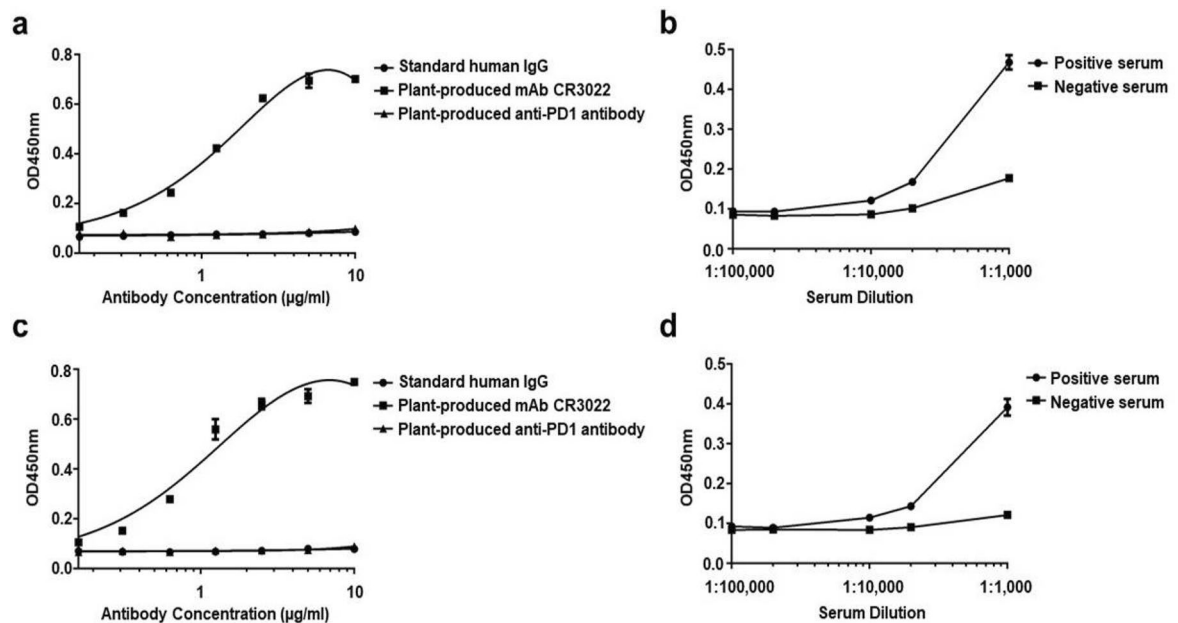 a
0.8
0.6
0.4
0.2
0.0
OD450nm
1
10
Antibody Concentration (µg/ml)
Standard human IgG
Plant-produced mAb CR3022
Plant-produced anti-PD1 antibody
b
0.5
0.4
0.3
0.2
0.1
0.0
OD450nm
1:100,000
1:10,000
1:1,000
Serum Dilution
Positive serum
Negative serum
c
0.8
0.6
0.4
0.2
0.0
OD450nm
1
10
Antibody Concentration (µg/ml)
Standard human IgG
Plant-produced mAb CR3022
Plant-produced anti-PD1 antibody
d
0.5
0.4
0.3
0.2
0.1
0.0
OD450nm
1:100,000
1:10,000
1:1,000
Serum Dilution
Positive serum
Negative serum